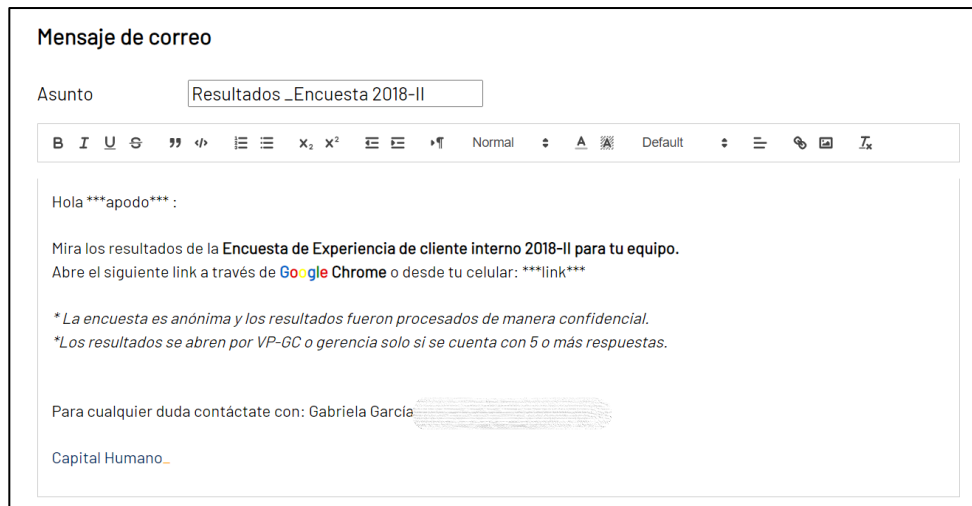 Mensaje de correo
Asunto
Resultados _Encuesta 2018-II
B I U S ” </> X₂ X² Normal A A Default Tx
Hola ***apodo*** :
Mira los resultados de la Encuesta de Experiencia de cliente interno 2018-II para tu equipo.
Abre el siguiente link a través de Google Chrome o desde tu celular: ***link***
* La encuesta es anónima y los resultados fueron procesados de manera confidencial.
*Los resultados se abren por VP-GC o gerencia solo si se cuenta con 5 o más respuestas.
Para cualquier duda contáctate con: Gabriela García
Capital Humano_